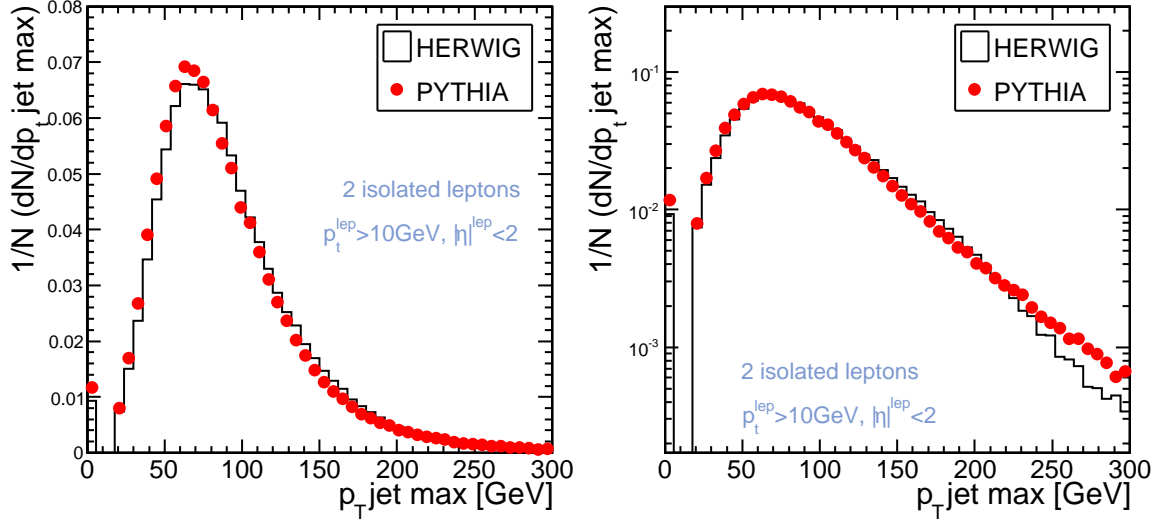 1/N (dN/dp_t jet max)
0.08
0.07
0.06
0.05
0.04
0.03
0.02
0.01
0
HERWIG
PYTHIA
2 isolated leptons
p_t^lep>10GeV, |η|^lep<2
0 50 100 150 200 250 300
p_T jet max [GeV]
1/N (dN/dp_t jet max)
10^-1
10^-2
10^-3
HERWIG
PYTHIA
2 isolated leptons
p_t^lep>10GeV, |η|^lep<2
0 50 100 150 200 250 300
p_T jet max [GeV]